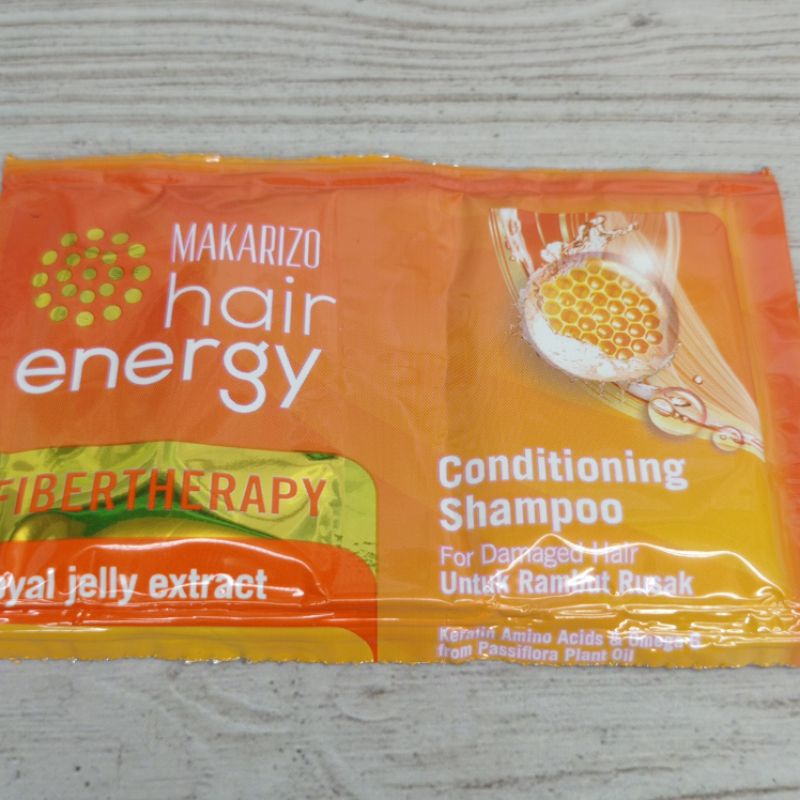 MAKARIZO
hair
energy
FIBERTHERAPY
oyal jelly extract
Conditioning
Shampoo
For Damaged Hair
Untuk Rambut Rusak
Keratin Amino Acids & Omega-6
from Passiflora Plant Oil